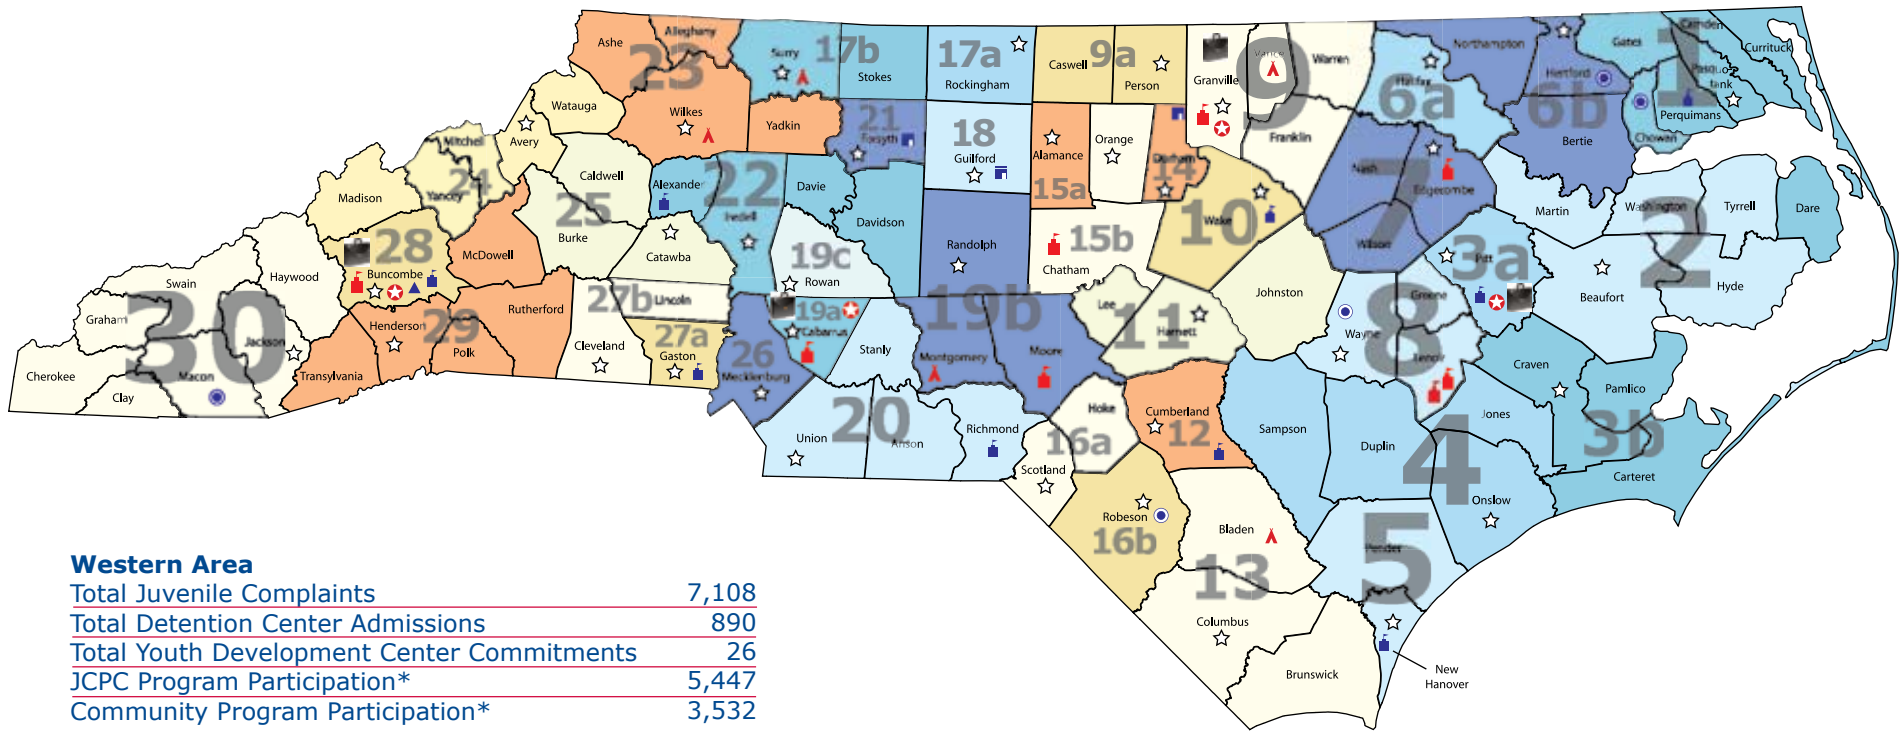 Ashe
Alleghany
23
Surry
17b
Stokes
17a
Rockingham
Caswell
9a
Person
Granville
Vance
9
Warren
Northampton
Gates
Camden
Currituck
1
Pasquo-
tank
Perquimans
Chowan
Halifax
6a
Hertford
6b
Bertie
Watauga
Wilkes
Yadkin
21
Forsyth
18
Guilford
Alamance
15a
Orange
Durham
14
Franklin
Nash
7
Edgecombe
Wilson
Mitchell
Avery
Yancey
24
Madison
Caldwell
25
Burke
Alexander
22
Iredell
Davie
Davidson
Catawba
Randolph
15b
Chatham
Wake
10
Martin
Washington
2
Tyrrell
Dare
Hyde
Beaufort
28
Buncombe
McDowell
Haywood
Swain
Graham
30
Jackson
Cherokee
Clay
Macon
Transylvania
Henderson
29
Polk
Rutherford
Cleveland
27b
Lincoln
27a
Gaston
19c
Rowan
19a
Cabarrus
26
Mecklenburg
Stanly
19b
Montgomery
Moore
Lee
11
Harnett
Johnston
8
Wayne
Greene
Lenoir
3a
Pitt
Craven
Pamlico
3b
Carteret
Jones
4
Onslow
Duplin
Sampson
Union
20
Anson
Richmond
Hoke
16a
Scotland
Cumberland
12
Robeson
16b
Bladen
13
Columbus
Brunswick
Pender
5
New
Hanover
Western Area
Total Juvenile Complaints 7,108
Total Detention Center Admissions 890
Total Youth Development Center Commitments 26
JCPC Program Participation* 5,447
Community Program Participation* 3,532